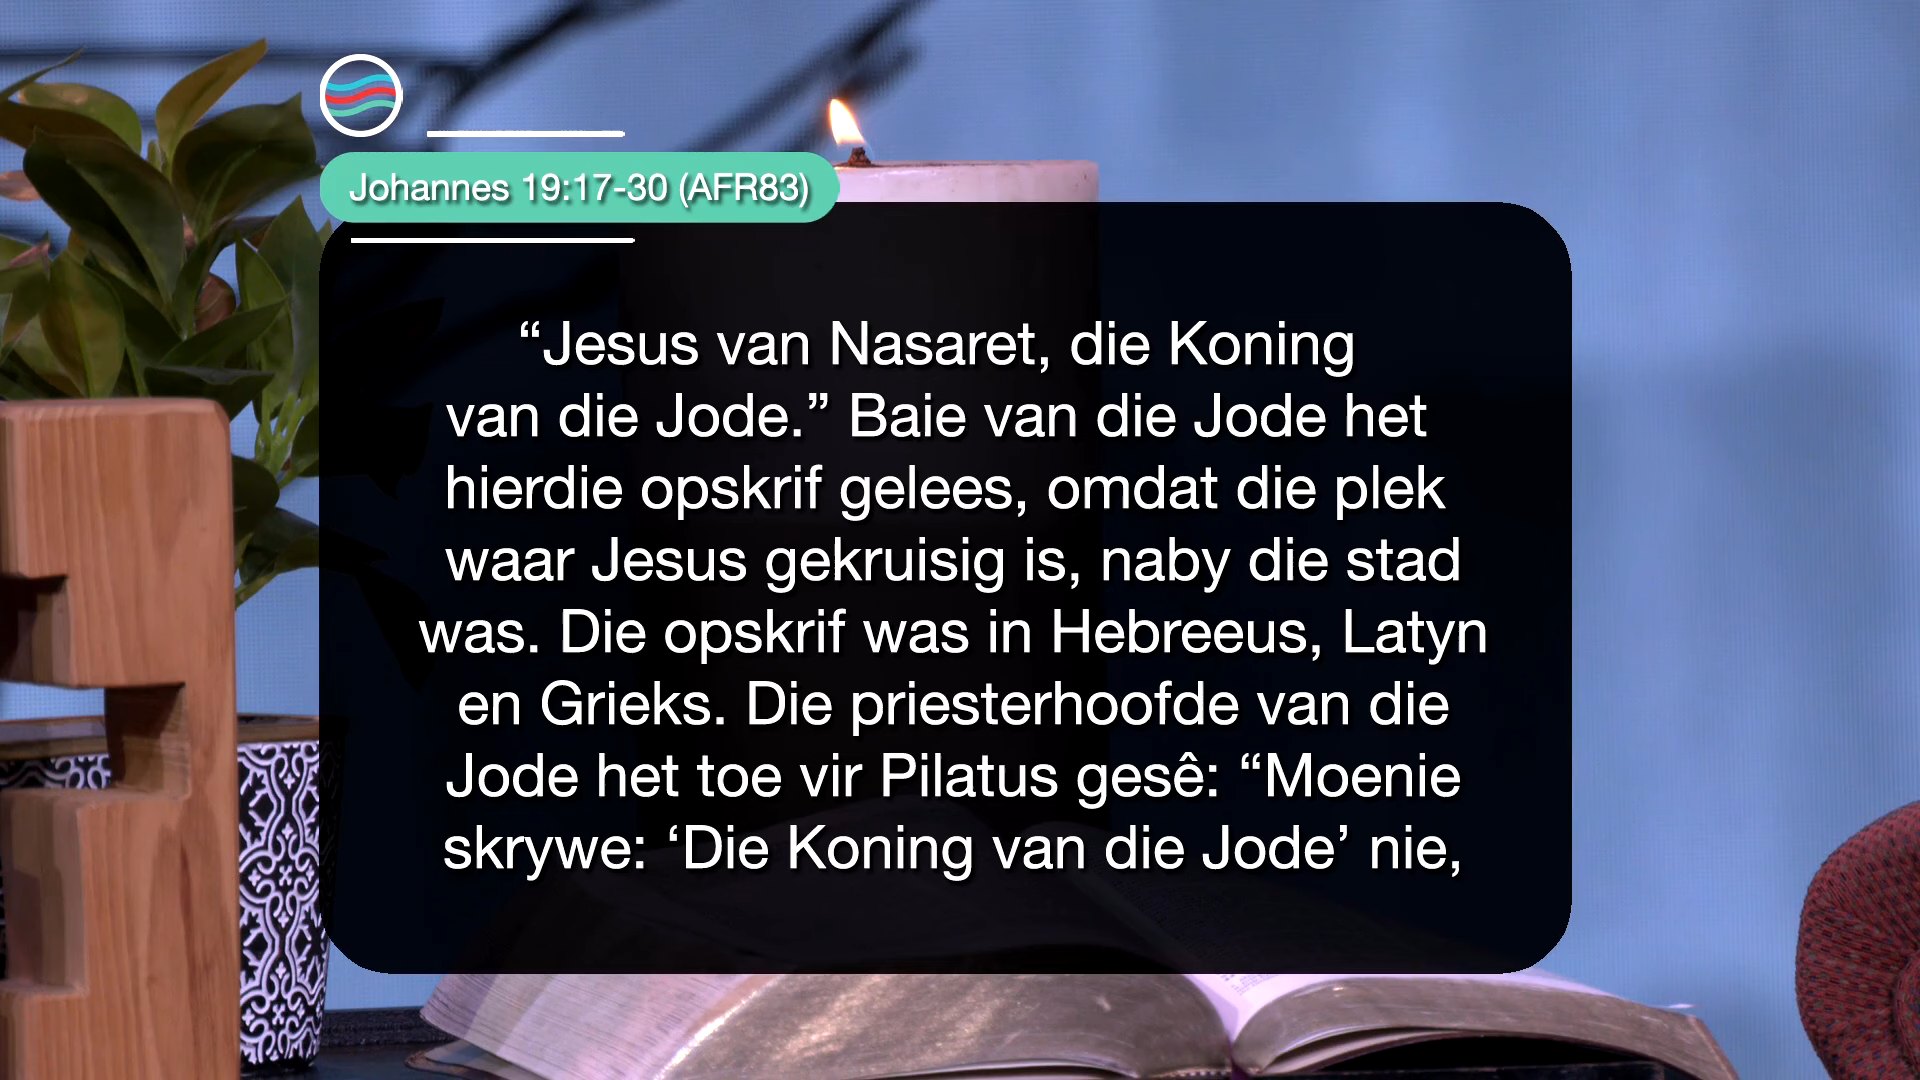 Johannes 19:17-30 (AFR83)
“Jesus van Nasaret, die Koning
van die Jode.” Baie van die Jode het
hierdie opskrif gelees, omdat die plek
waar Jesus gekruisig is, naby die stad
was. Die opskrif was in Hebreeus, Latyn
en Grieks. Die priesterhoofde van die
Jode het toe vir Pilatus gesê: “Moenie
skrywe: ‘Die Koning van die Jode’ nie,